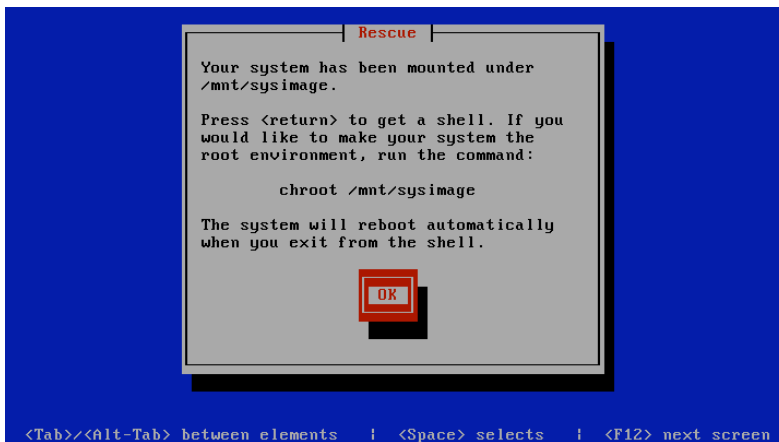 Rescue
Your system has been mounted under
/mnt/sysimage.
Press <return> to get a shell. If you
would like to make your system the
root environment, run the command:
chroot /mnt/sysimage
The system will reboot automatically
when you exit from the shell.
OK
<Tab>/<Alt-Tab> between elements | <Space> selects | <F12> next screen